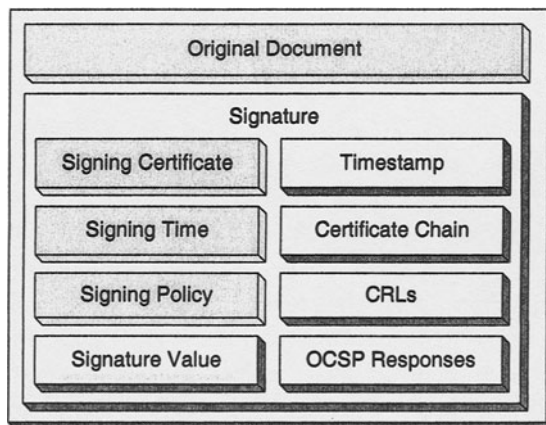 Original Document
Signature
Signing Certificate
Timestamp
Signing Time
Certificate Chain
Signing Policy
CRLs
Signature Value
OCSP Responses